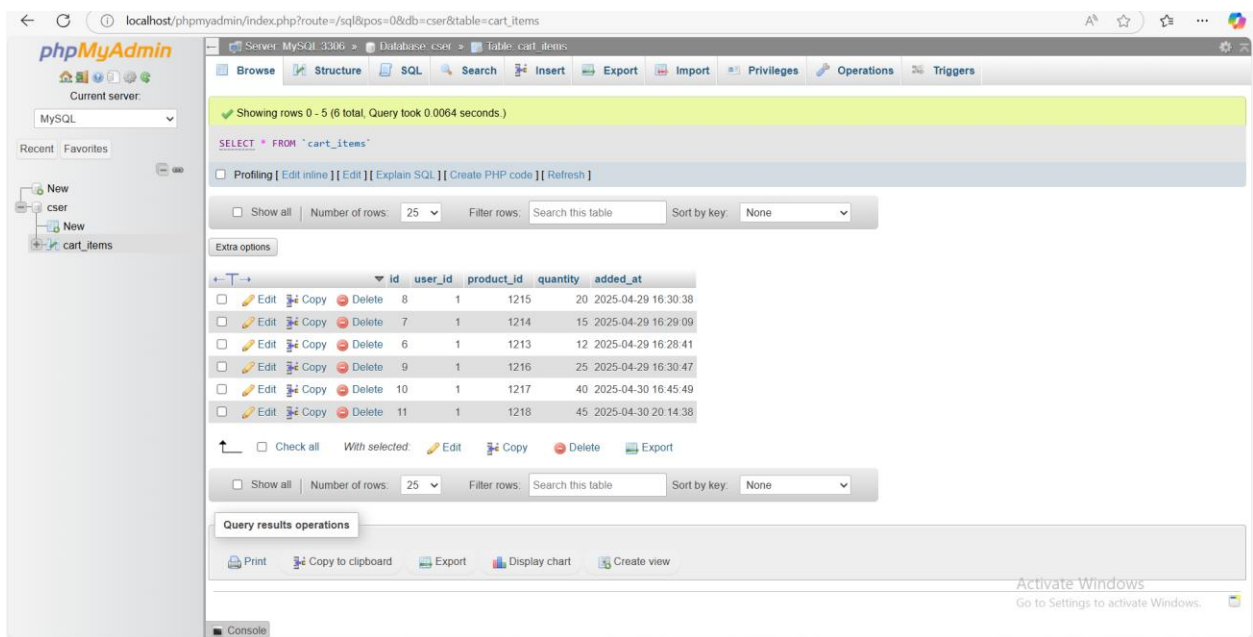 localhost/phpmyadmin/index.php?route=/sql&pos=0&db=cser&table=cart_items
phpMyAdmin
Current server:
MySQL
Recent Favorites
New
cser
New
cart_items
Server: MySQL:3306 » Database: cser » Table: cart_items
Browse Structure SQL Search Insert Export Import Privileges Operations Triggers
Showing rows 0 - 5 (6 total, Query took 0.0064 seconds.)
SELECT * FROM `cart_items`
Profiling [ Edit inline ] [ Edit ] [ Explain SQL ] [ Create PHP code ] [ Refresh ]
Show all | Number of rows: 25 Filter rows: Search this table Sort by key: None
Extra options
id user_id product_id quantity added_at
Edit Copy Delete 8 1 1215 20 2025-04-29 16:30:38
Edit Copy Delete 7 1 1214 15 2025-04-29 16:29:09
Edit Copy Delete 6 1 1213 12 2025-04-29 16:28:41
Edit Copy Delete 9 1 1216 25 2025-04-29 16:30:47
Edit Copy Delete 10 1 1217 40 2025-04-30 16:45:49
Edit Copy Delete 11 1 1218 45 2025-04-30 20:14:38
Check all With selected: Edit Copy Delete Export
Show all | Number of rows: 25 Filter rows: Search this table Sort by key: None
Query results operations
Print Copy to clipboard Export Display chart Create view
Activate Windows
Go to Settings to activate Windows.
Console